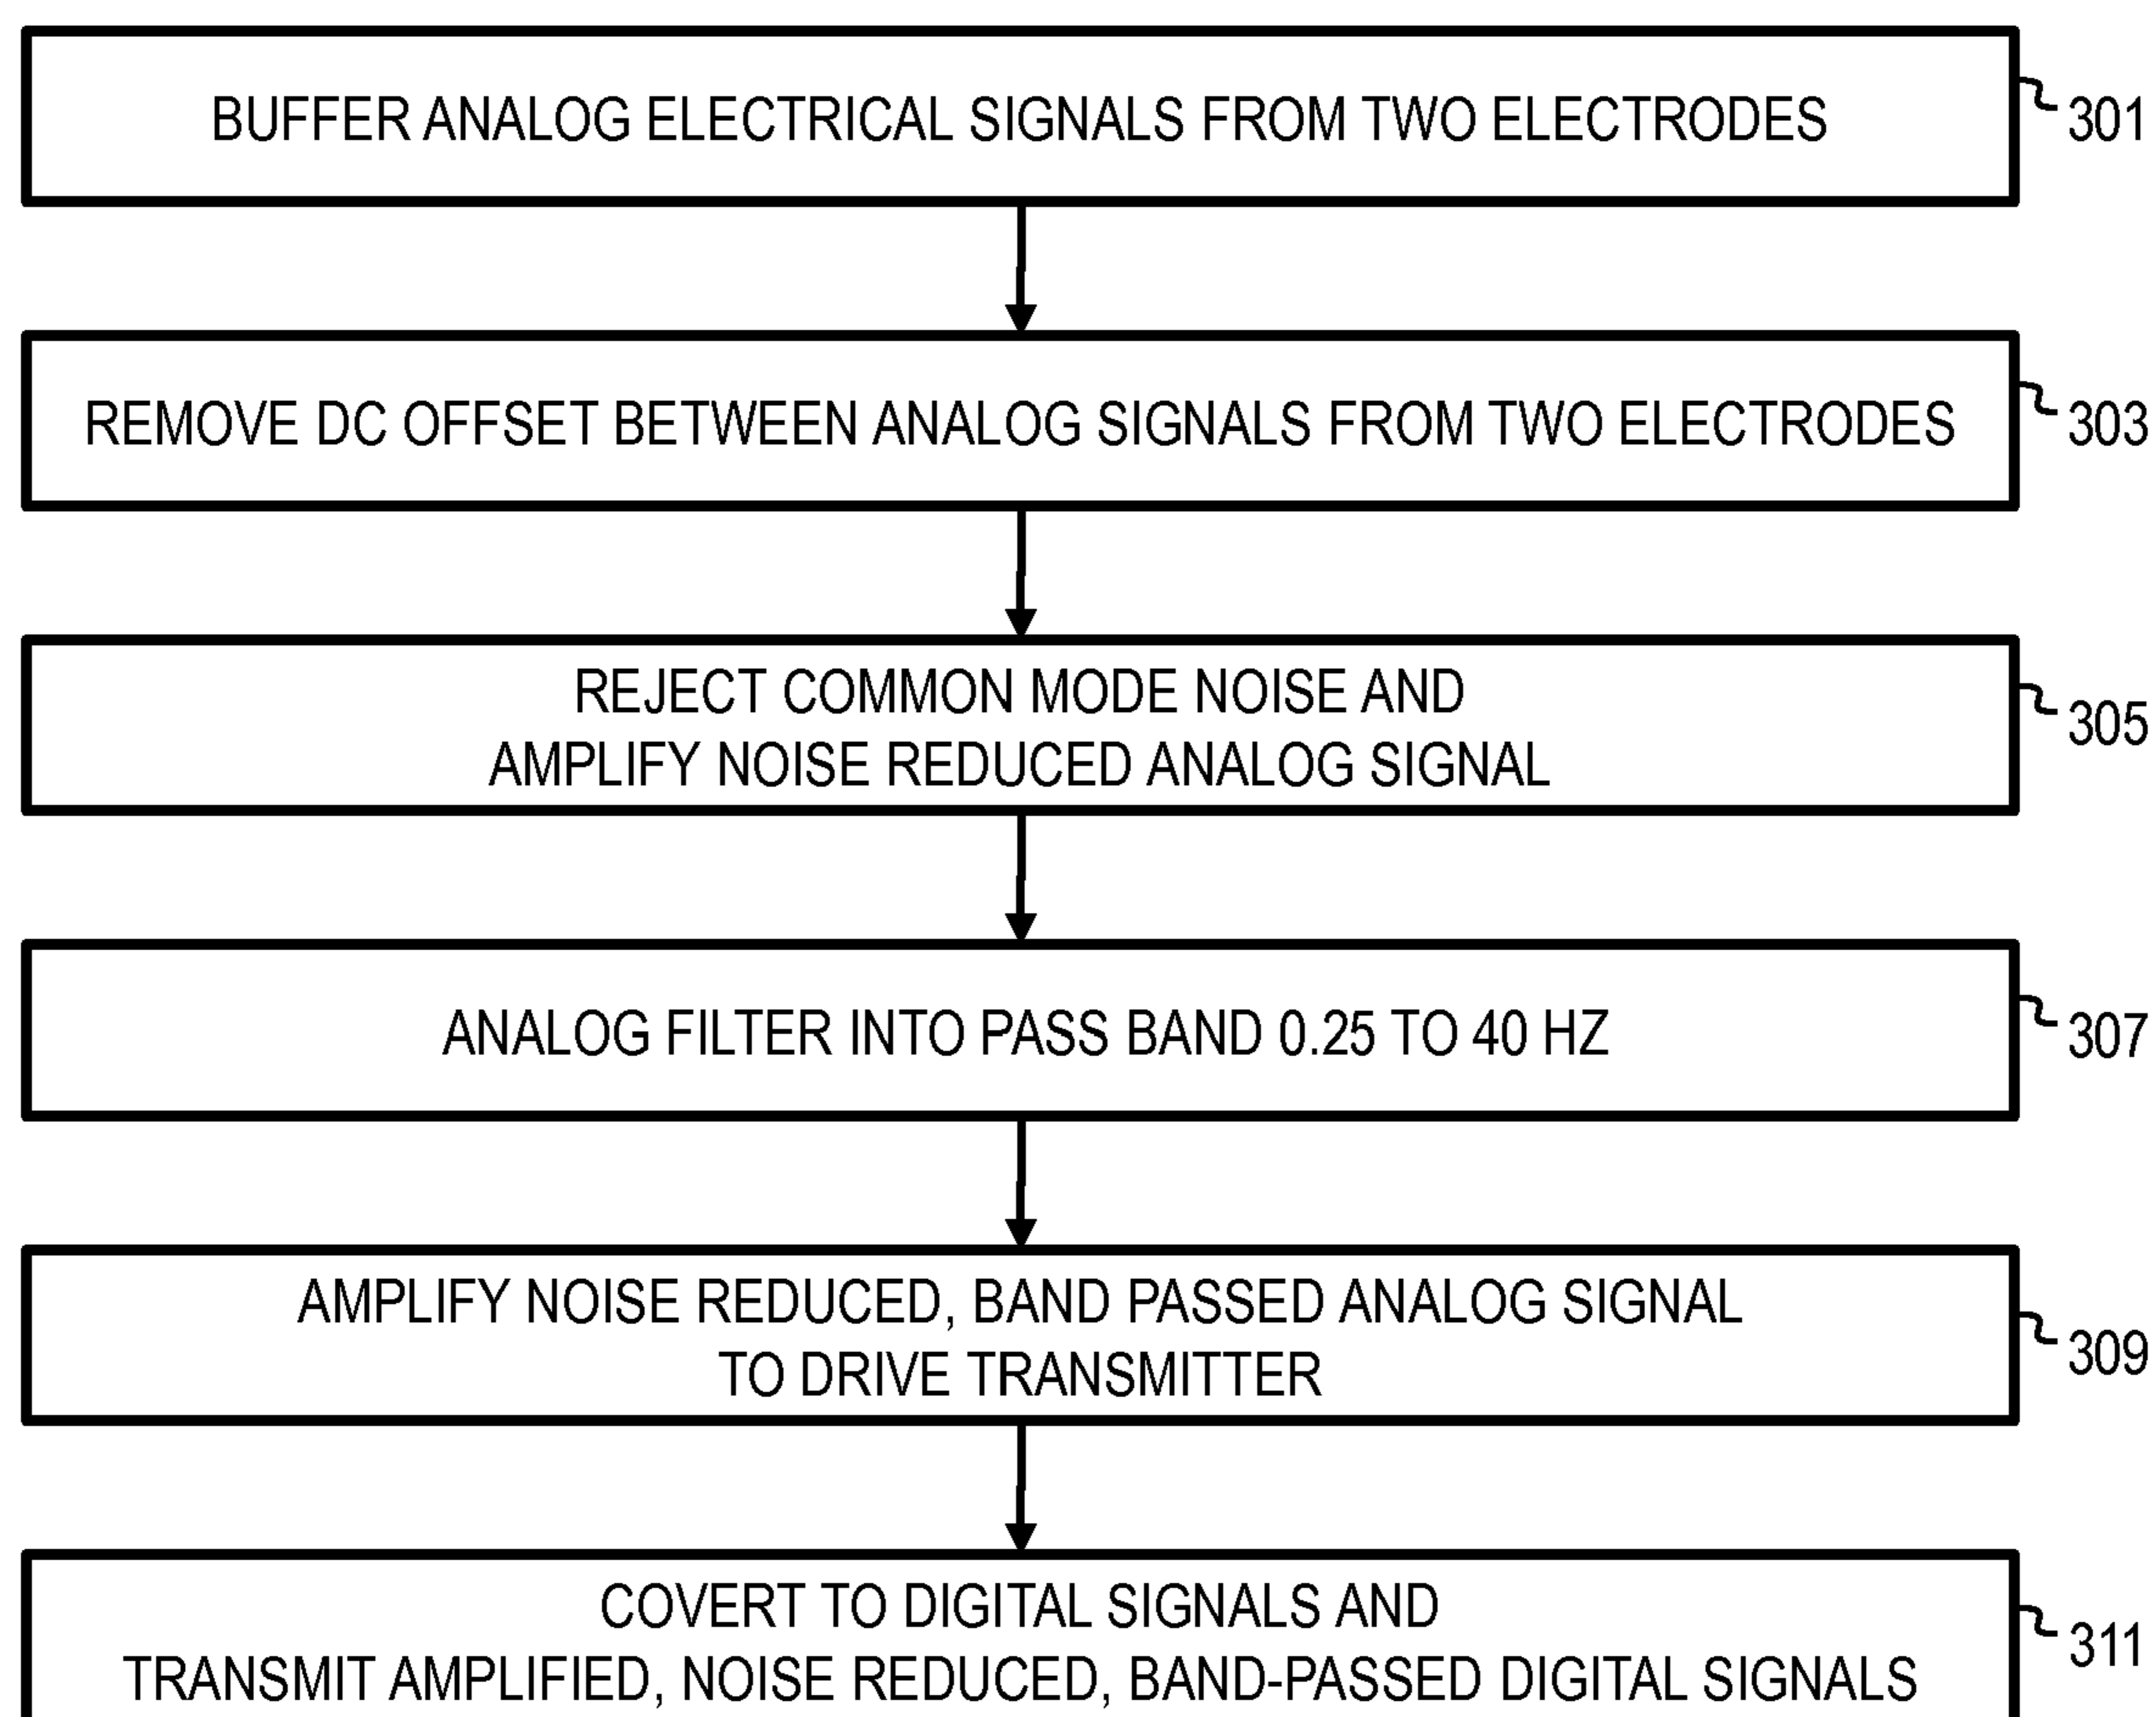 BUFFER ANALOG ELECTRICAL SIGNALS FROM TWO ELECTRODES
301
REMOVE DC OFFSET BETWEEN ANALOG SIGNALS FROM TWO ELECTRODES
303
REJECT COMMON MODE NOISE AND
AMPLIFY NOISE REDUCED ANALOG SIGNAL
305
ANALOG FILTER INTO PASS BAND 0.25 TO 40 HZ
307
AMPLIFY NOISE REDUCED, BAND PASSED ANALOG SIGNAL
TO DRIVE TRANSMITTER
309
COVERT TO DIGITAL SIGNALS AND
TRANSMIT AMPLIFIED, NOISE REDUCED, BAND-PASSED DIGITAL SIGNALS
311